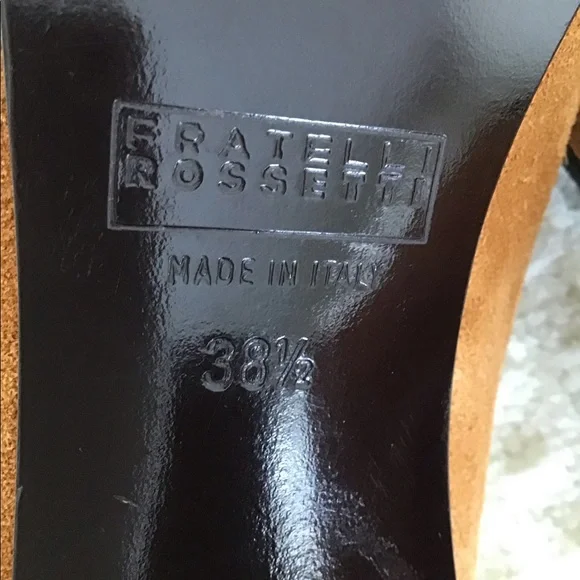 FRATELLI
ROSSETTI
MADE IN ITALY
38½